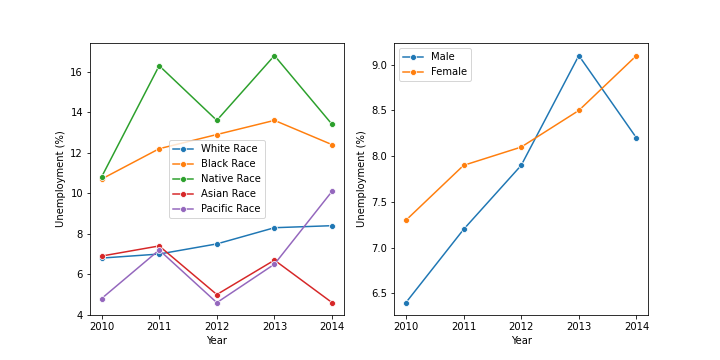 16
14
12
10
8
6
4
Unemployment (%)
2010 2011 2012 2013 2014
Year
White Race
Black Race
Native Race
Asian Race
Pacific Race
9.0
8.5
8.0
7.5
7.0
6.5
Unemployment (%)
2010 2011 2012 2013 2014
Year
Male
Female